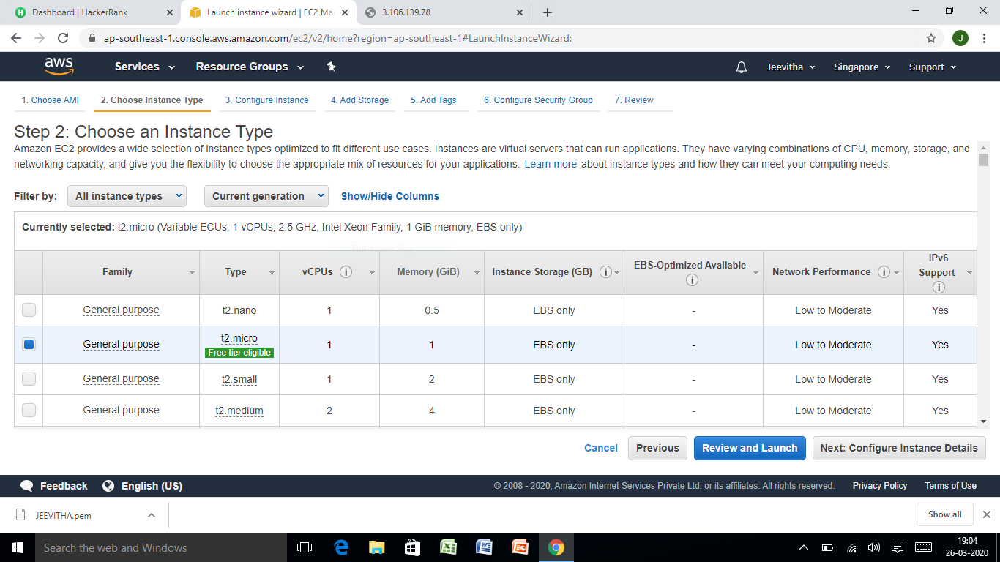 Dashboard | HackerRank
Launch instance wizard | EC2 Ma
3.106.139.78
ap-southeast-1.console.aws.amazon.com/ec2/v2/home?region=ap-southeast-1#LaunchInstanceWizard:
J
aws
Services
Resource Groups
Jeevitha
Singapore
Support
1. Choose AMI
2. Choose Instance Type
3. Configure Instance
4. Add Storage
5. Add Tags
6. Configure Security Group
7. Review
Step 2: Choose an Instance Type
Amazon EC2 provides a wide selection of instance types optimized to fit different use cases. Instances are virtual servers that can run applications. They have varying combinations of CPU, memory, storage, and
networking capacity, and give you the flexibility to choose the appropriate mix of resources for your applications. Learn more about instance types and how they can meet your computing needs.
Filter by: All instance types Current generation Show/Hide Columns
Currently selected: t2.micro (Variable ECUs, 1 vCPUs, 2.5 GHz, Intel Xeon Family, 1 GiB memory, EBS only)
Family Type vCPUs Memory (GiB) Instance Storage (GB) EBS-Optimized Available Network Performance IPv6 Support
General purpose t2.nano 1 0.5 EBS only - Low to Moderate Yes
General purpose t2.micro 1 1 EBS only - Low to Moderate Yes
Free tier eligible
General purpose t2.small 1 2 EBS only - Low to Moderate Yes
General purpose t2.medium 2 4 EBS only - Low to Moderate Yes
Cancel Previous Review and Launch Next: Configure Instance Details
Feedback English (US) © 2008 - 2020, Amazon Internet Services Private Ltd. or its affiliates. All rights reserved. Privacy Policy Terms of Use
JEEVITHA.pem
Show all
Search the web and Windows
19:04
26-03-2020